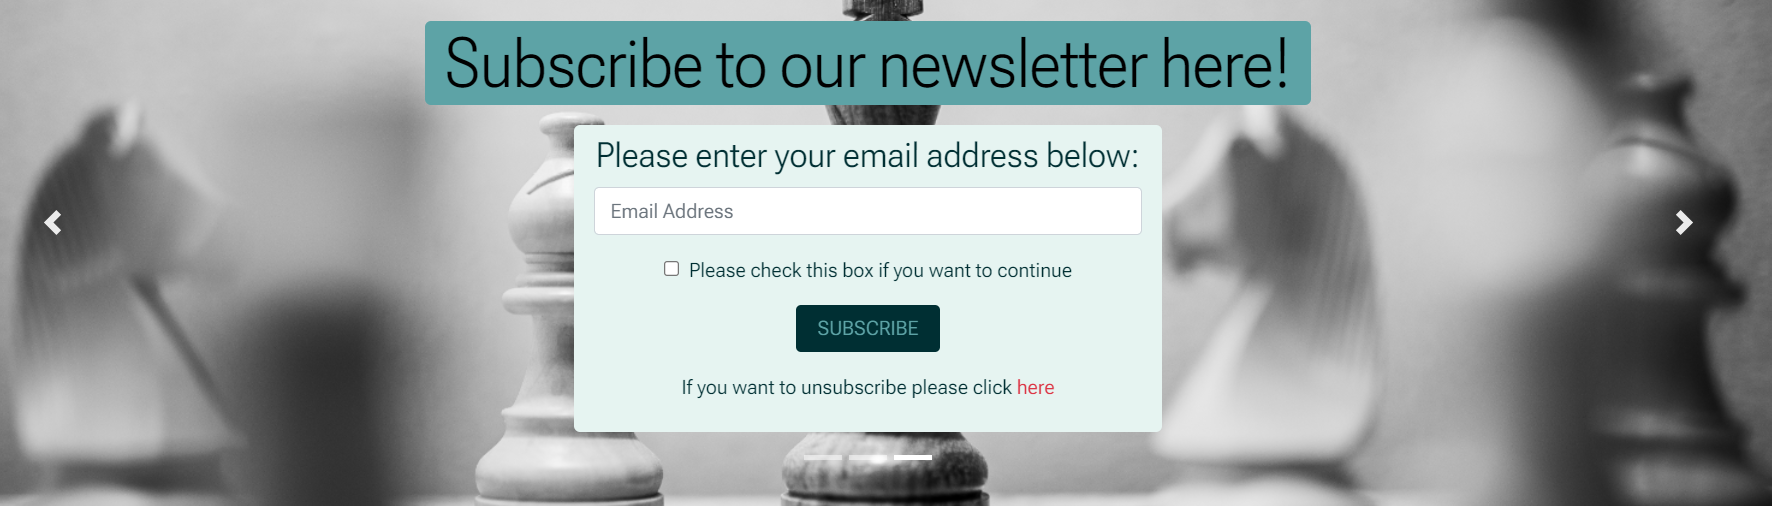 Subscribe to our newsletter here!
Please enter your email address below:
Email Address
Please check this box if you want to continue
SUBSCRIBE
If you want to unsubscribe please click here